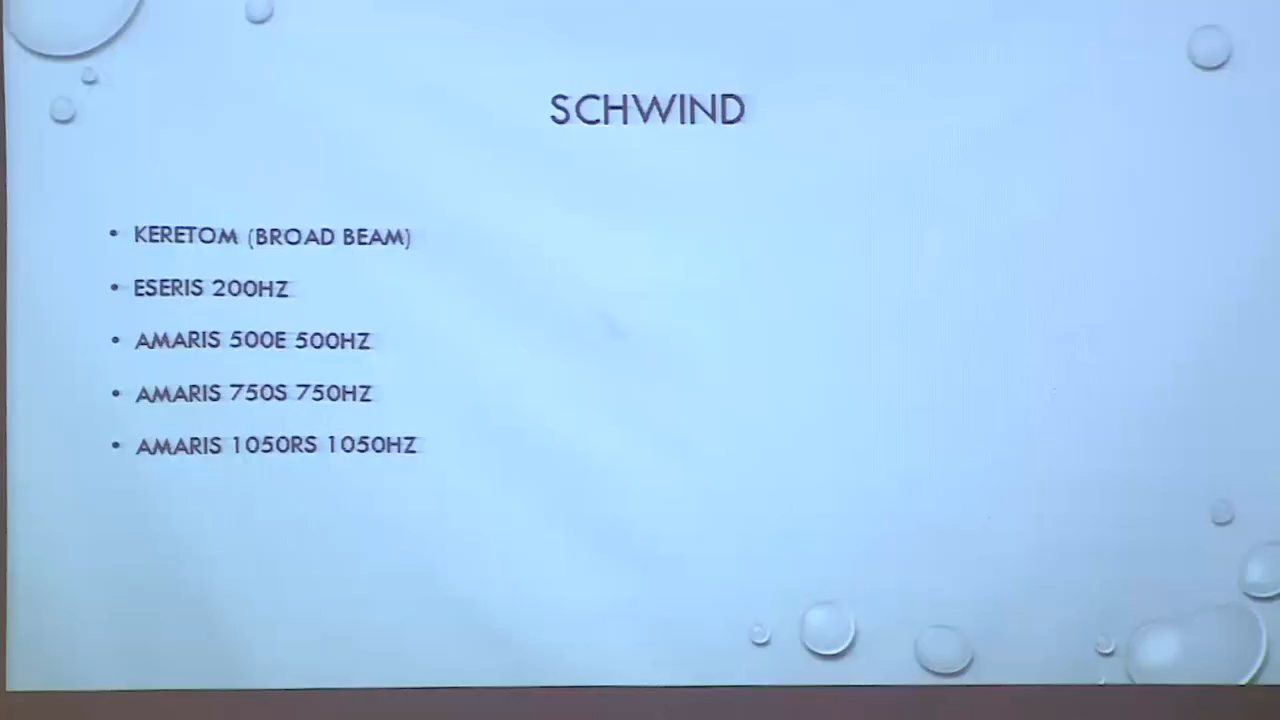 SCHWIND
• KERETOM (BROAD BEAM)
• ESERIS 200HZ
• AMARIS 500E 500HZ
• AMARIS 750S 750HZ
• AMARIS 1050RS 1050HZ